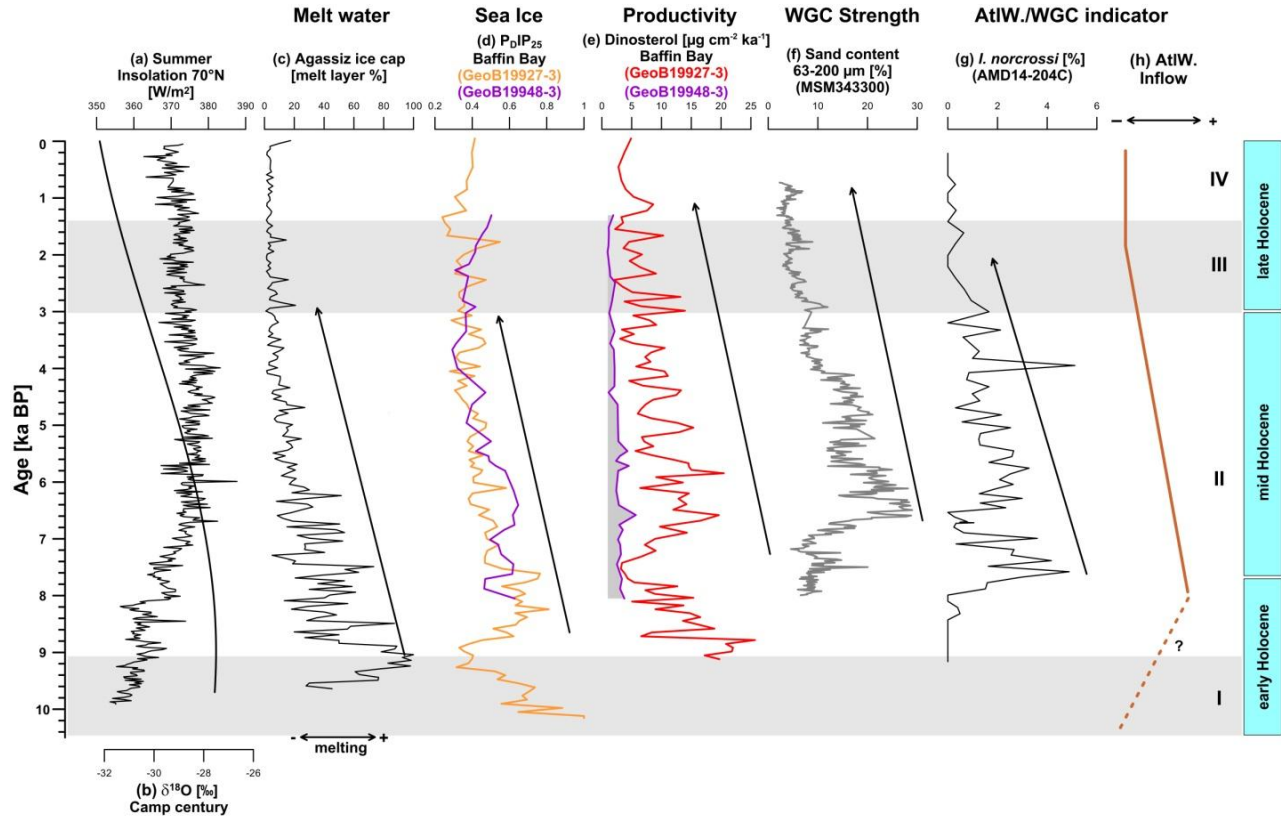 Melt water
Sea Ice
Productivity
WGC Strength
AtlW./WGC indicator
(a) Summer
Insolation 70°N
[W/m²]
(c) Agassiz ice cap
[melt layer %]
(d) P_DIP₂₅
Baffin Bay
(GeoB19927-3)
(GeoB19948-3)
(e) Dinosterol [µg cm⁻² ka⁻¹]
Baffin Bay
(GeoB19927-3)
(GeoB19948-3)
(f) Sand content
63-200 µm [%]
(MSM343300)
(g) I. norcrossi [%]
(AMD14-204C)
(h) AtlW.
Inflow
350 360 370 380 390
0 20 40 60 80 100
0.2 0.4 0.6 0.8 1
0 5 10 15 20 25
0 10 20 30
0 2 4 6
– +
Age [ka BP]
0
1
2
3
4
5
6
7
8
9
10
IV
III
II
I
?
late Holocene
mid Holocene
early Holocene
- +
melting
-32 -30 -28 -26
(b) δ¹⁸O [‰]
Camp century